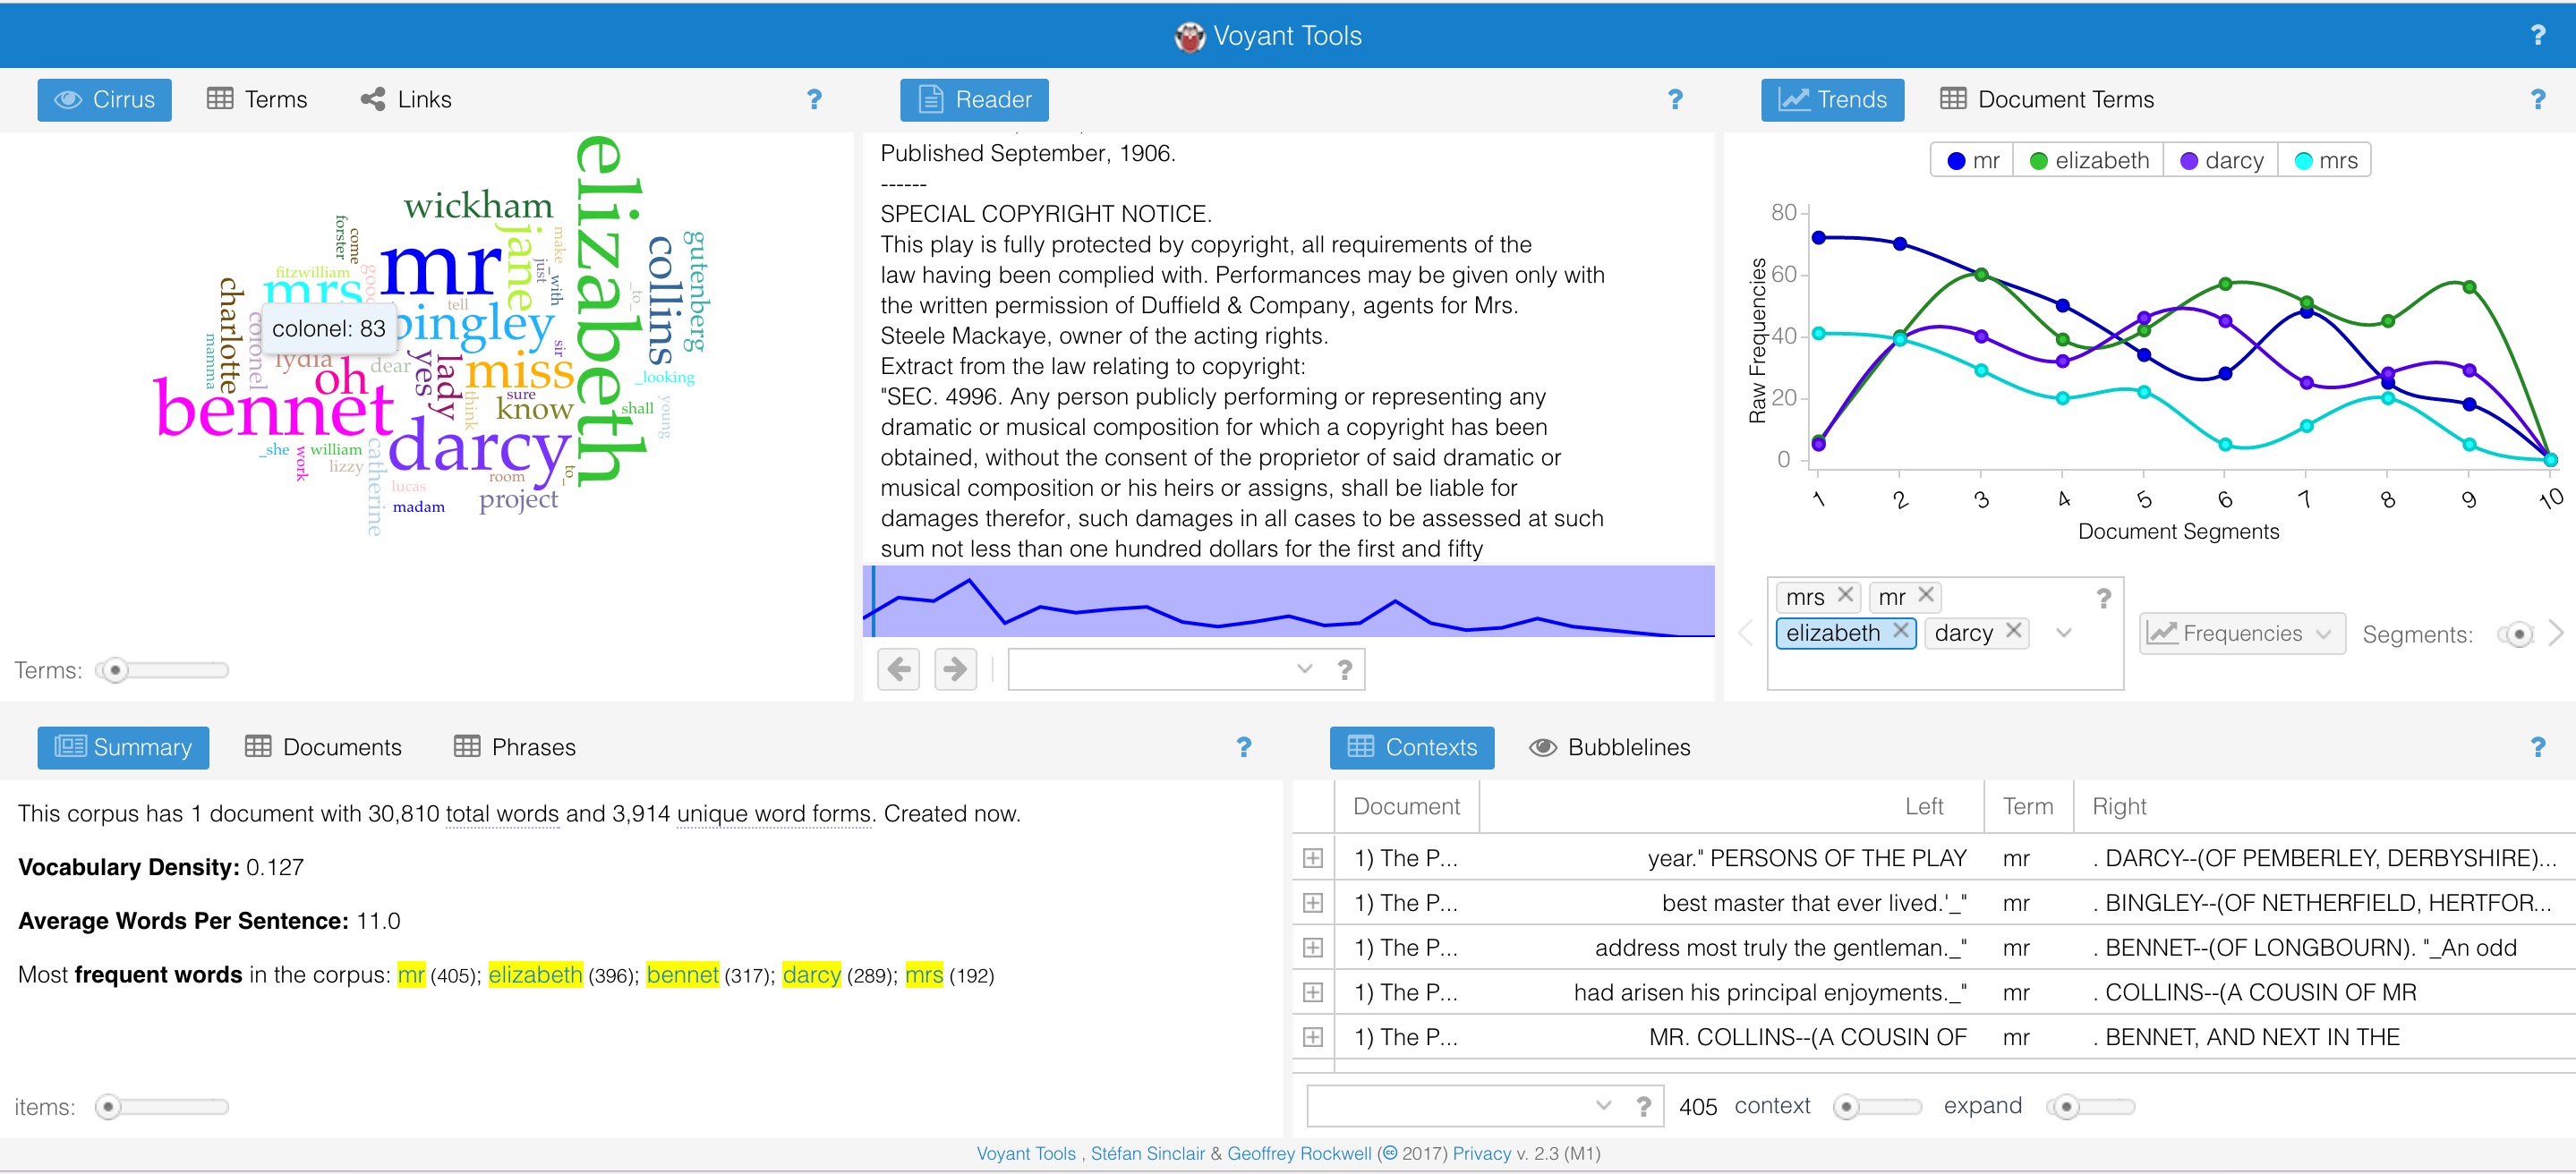 Voyant Tools ?
Cirrus Terms Links ?
elizabeth
wickham
forster
come
jane
make
mr
collins
gutenberg
fitzwilliam
good
just
_with
_to_
charlotte
mrs
tell
colonel: 83
bingley
colonel
mamma
lydia
oh
dear
yes
lady
sir
miss
_looking
bennet
think
sure
know
shall
young
darcy
_she
work
william
lizzy
catherine
lucas
madam
room
to_
project
Terms:
Reader ?
Published September, 1906.
------
SPECIAL COPYRIGHT NOTICE.
This play is fully protected by copyright, all requirements of the
law having been complied with. Performances may be given only with
the written permission of Duffield & Company, agents for Mrs.
Steele Mackaye, owner of the acting rights.
Extract from the law relating to copyright:
"SEC. 4996. Any person publicly performing or representing any
dramatic or musical composition for which a copyright has been
obtained, without the consent of the proprietor of said dramatic or
musical composition or his heirs or assigns, shall be liable for
damages therefor, such damages in all cases to be assessed at such
sum not less than one hundred dollars for the first and fifty
?
Trends Document Terms ?
mr elizabeth darcy mrs
Raw Frequencies
80
60
40
20
0
1 2 3 4 5 6 7 8 9 10
Document Segments
mrs mr ?
elizabeth darcy
Frequencies Segments:
Summary Documents Phrases ?
This corpus has 1 document with 30,810 total words and 3,914 unique word forms. Created now.
Vocabulary Density: 0.127
Average Words Per Sentence: 11.0
Most frequent words in the corpus: mr (405); elizabeth (396); bennet (317); darcy (289); mrs (192)
items:
Contexts Bubblelines ?
Document Left Term Right
1) The P... year." PERSONS OF THE PLAY mr . DARCY--(OF PEMBERLEY, DERBYSHIRE)...
1) The P... best master that ever lived.'_" mr . BINGLEY--(OF NETHERFIELD, HERTFOR...
1) The P... address most truly the gentleman._" mr . BENNET--(OF LONGBOURN). "_An odd
1) The P... had arisen his principal enjoyments._" mr . COLLINS--(A COUSIN OF MR
1) The P... MR. COLLINS--(A COUSIN OF mr . BENNET, AND NEXT IN THE
? 405 context expand
Voyant Tools , Stéfan Sinclair & Geoffrey Rockwell (cc 2017) Privacy v. 2.3 (M1)